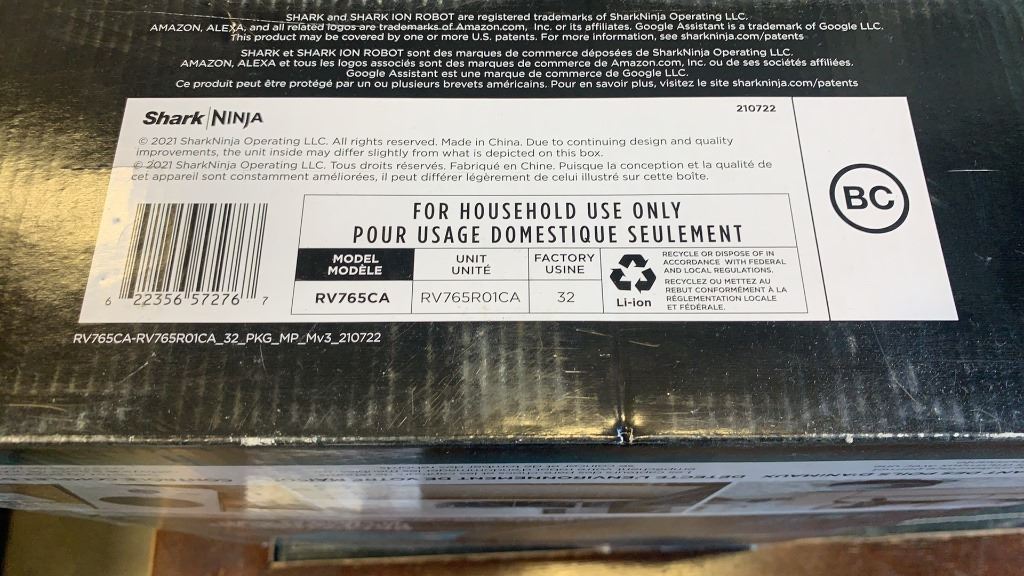 SHARK and SHARK ION ROBOT are registered trademarks of SharkNinja Operating LLC.
AMAZON, ALEXA, and all related logos are trademarks of Amazon.com, Inc. or its affiliates. Google Assistant is a trademark of Google LLC.
This product may be covered by one or more U.S. patents. For more information, see sharkninja.com/patents
SHARK et SHARK ION ROBOT sont des marques de commerce déposées de SharkNinja Operating LLC.
AMAZON, ALEXA et tous les logos associés sont des marques de commerce de Amazon.com, Inc. ou de ses sociétés affiliées.
Google Assistant est une marque de commerce de Google LLC.
Ce produit peut être protégé par un ou plusieurs brevets américains. Pour en savoir plus, visitez le site sharkninja.com/patents
Shark NINJA
210722
© 2021 SharkNinja Operating LLC. All rights reserved. Made in China. Due to continuing design and quality
improvements, the unit inside may differ slightly from what is depicted on this box.
© 2021 SharkNinja Operating LLC. Tous droits réservés. Fabriqué en Chine. Puisque la conception et la qualité de
cet appareil sont constamment améliorées, il peut différer légèrement de celui illustré sur cette boîte.
BC
FOR HOUSEHOLD USE ONLY
POUR USAGE DOMESTIQUE SEULEMENT
MODEL
MODÈLE
UNIT
UNITÉ
FACTORY
USINE
RV765CA
RV765R01CA
32
Li-ion
RECYCLE OR DISPOSE OF IN
ACCORDANCE WITH FEDERAL
AND LOCAL REGULATIONS.
RECYCLEZ OU METTEZ AU
REBUT CONFORMÉMENT À LA
RÉGLEMENTATION LOCALE
ET FÉDÉRALE.
6 22356 57276 7
RV765CA-RV765R01CA_32_PKG_MP_Mv3_210722